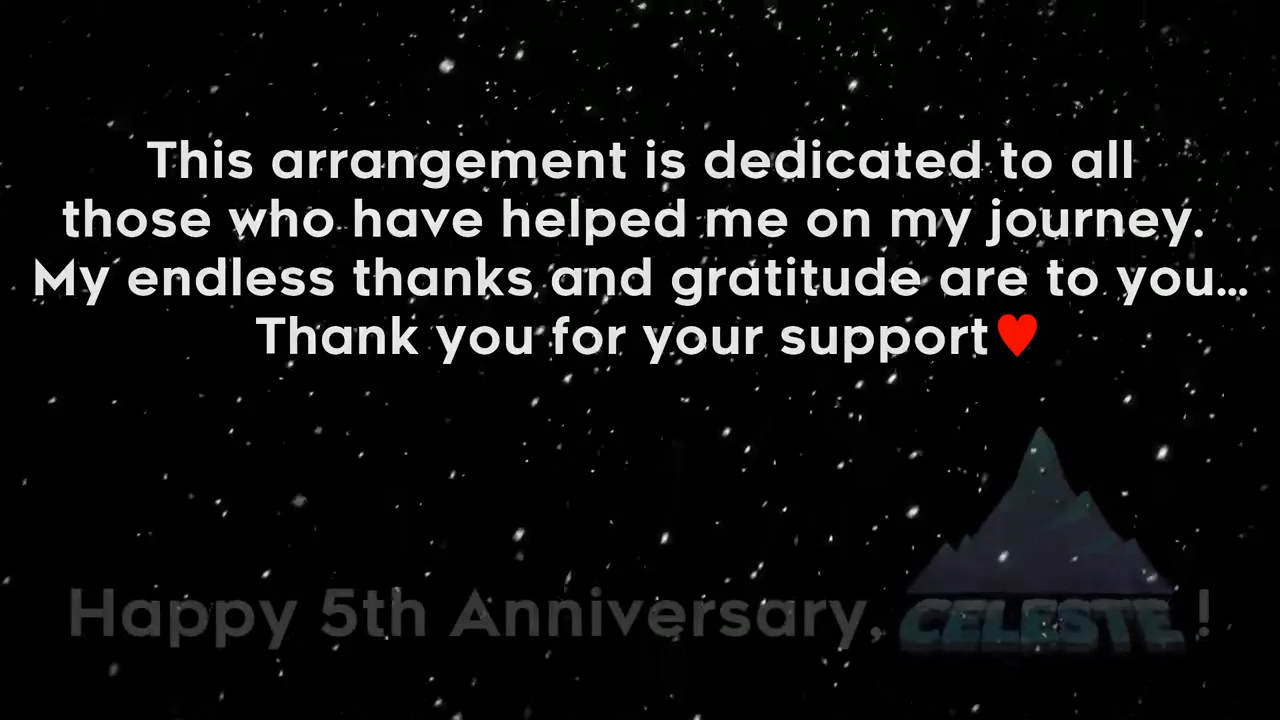 This arrangement is dedicated to all
those who have helped me on my journey.
My endless thanks and gratitude are to you...
Thank you for your support♥
Happy 5th Anniversary, CELESTE !